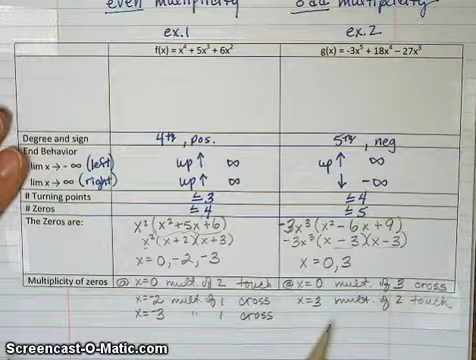 even multiplicity odd multiplicity
ex.1 ex.2
f(x) = x⁴ + 5x³ + 6x² g(x) = -3x⁵ + 18x⁴ – 27x³
Degree and sign 4th, pos. 5th, neg
End Behavior
lim x → - ∞ (left) up ↑ ∞ up ↑ ∞
lim x → ∞ (right) up ↑ ∞ ↓ -∞
# Turning points ≤ 3 ≤ 4
# Zeros ≤ 4 ≤ 5
The Zeros are: x²(x²+5x+6) -3x³(x²-6x+9)
x²(x+2)(x+3) -3x³(x-3)(x-3)
x=0,-2,-3 x=0,3
Multiplicity of zeros @ x=0 mult. of 2 touch @ x=0 mult. of 3 cross
x=-2 mult. of 1 cross x=3 mult. of 2 touch
x=-3 " 1 cross
Screencast-O-Matic.com